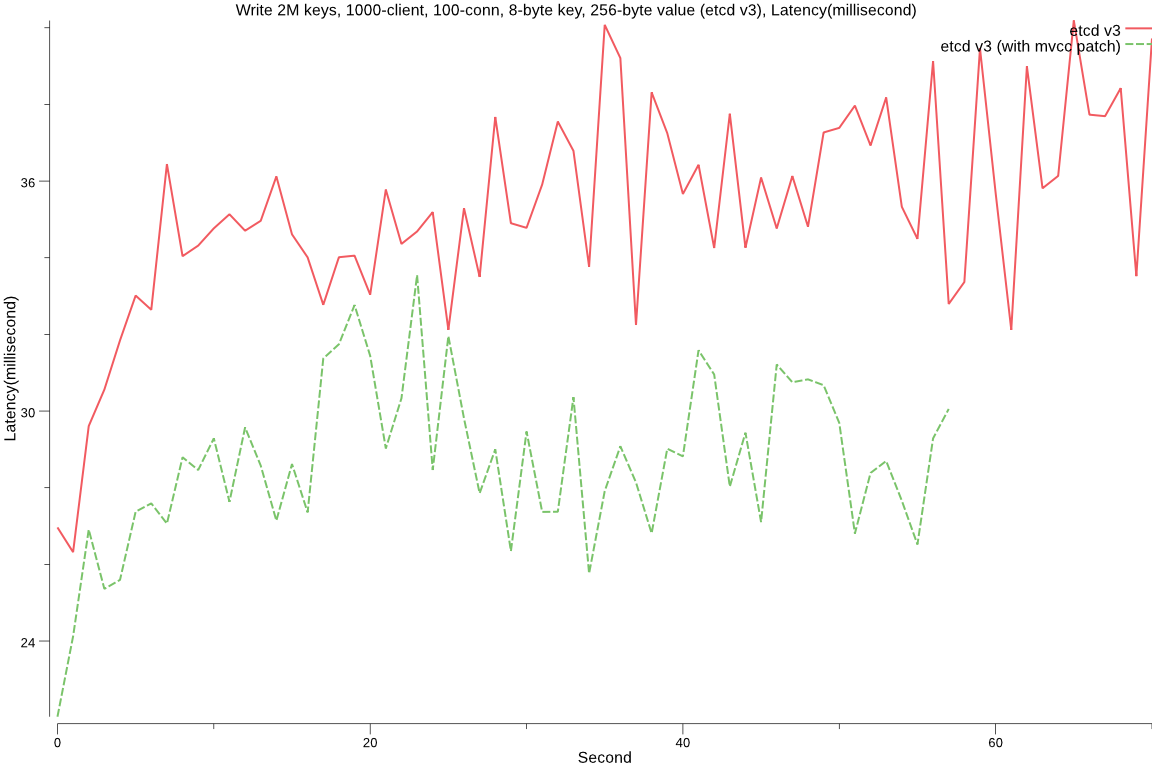 Write 2M keys, 1000-client, 100-conn, 8-byte key, 256-byte value (etcd v3), Latency(millisecond)
etcd v3
etcd v3 (with mvcc patch)
36
30
24
Latency(millisecond)
0 20 40 60
Second